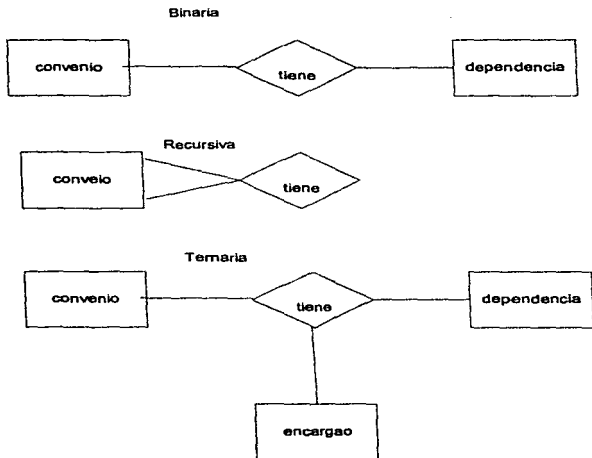 Binaria
convenio
tiene
dependencia
Recursiva
conveio
tiene
Ternaria
convenio
tiene
dependencia
encargao